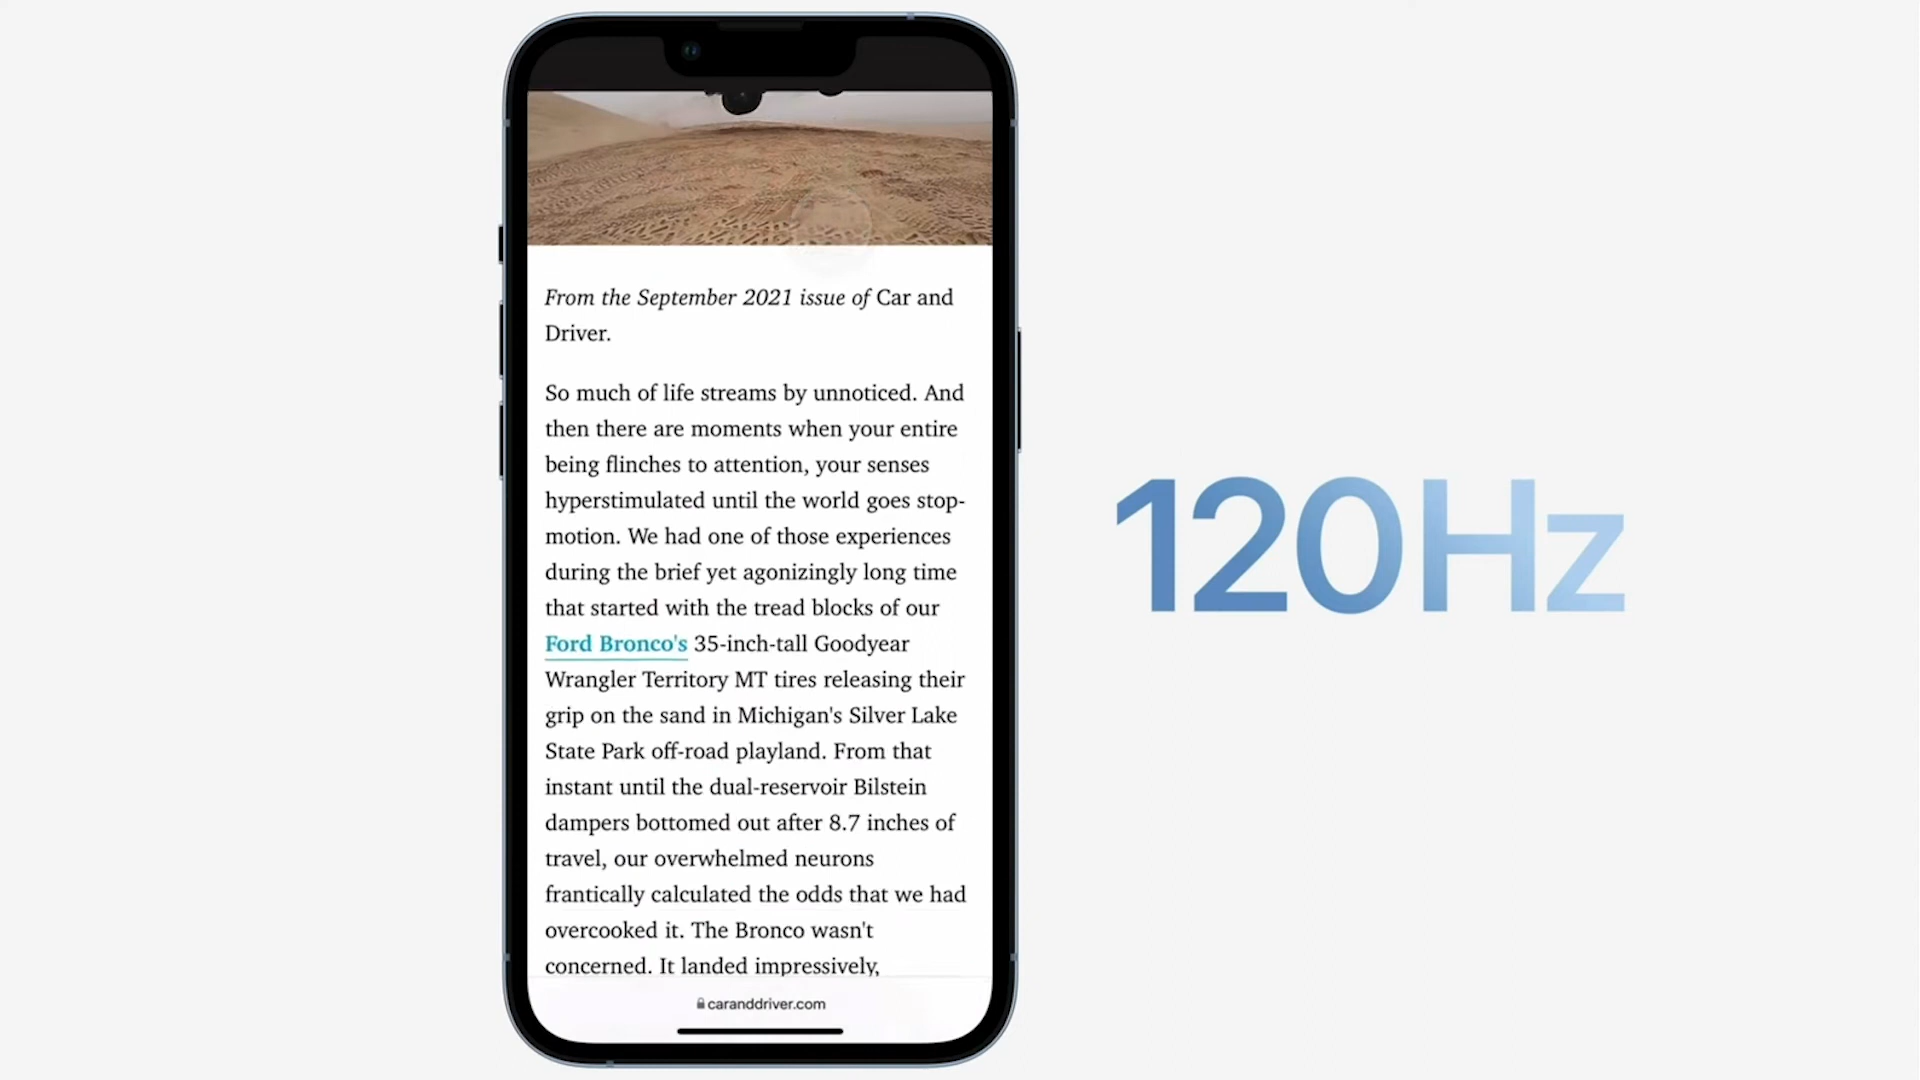 From the September 2021 issue of Car and
Driver.
So much of life streams by unnoticed. And
then there are moments when your entire
being flinches to attention, your senses
hyperstimulated until the world goes stop-
motion. We had one of those experiences
during the brief yet agonizingly long time
that started with the tread blocks of our
Ford Bronco's 35-inch-tall Goodyear
Wrangler Territory MT tires releasing their
grip on the sand in Michigan's Silver Lake
State Park off-road playland. From that
instant until the dual-reservoir Bilstein
dampers bottomed out after 8.7 inches of
travel, our overwhelmed neurons
frantically calculated the odds that we had
overcooked it. The Bronco wasn't
concerned. It landed impressively,
caranddriver.com
120Hz